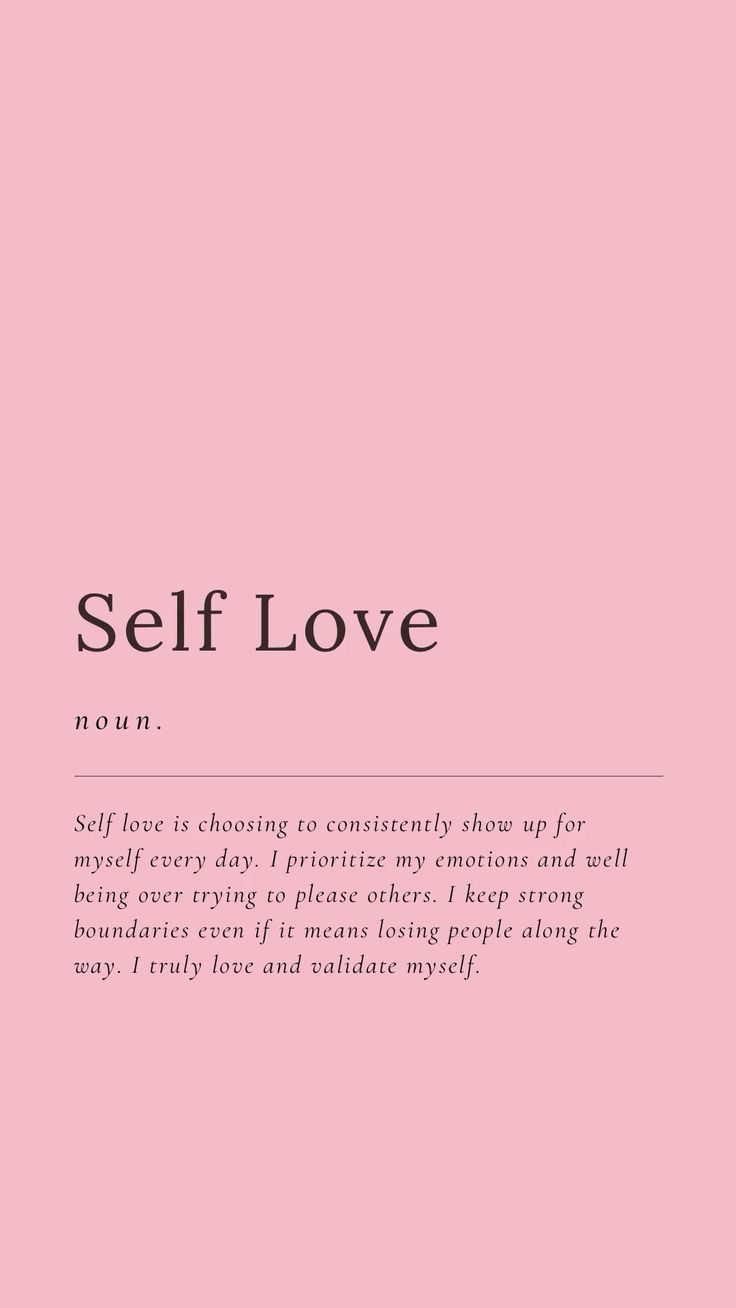 Self Love
noun.
Self love is choosing to consistently show up for
myself every day. I prioritize my emotions and well
being over trying to please others. I keep strong
boundaries even if it means losing people along the
way. I truly love and validate myself.